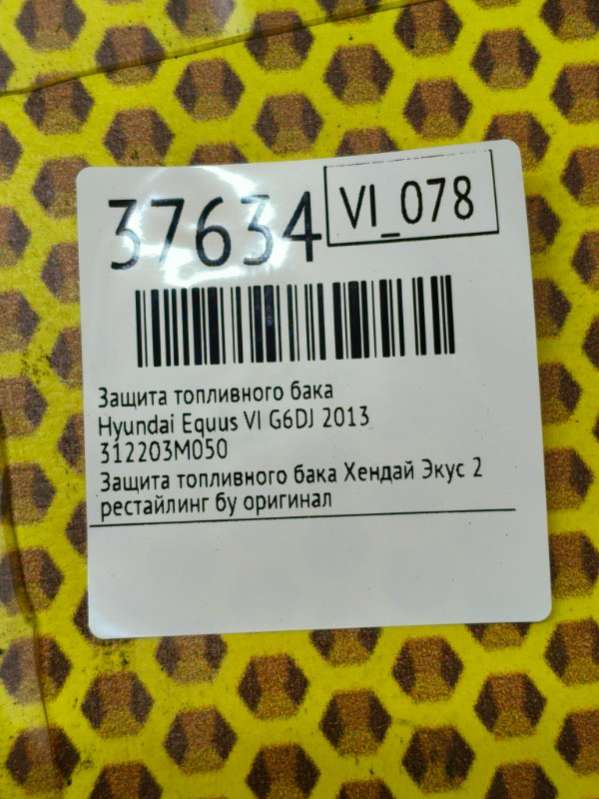 37634
VI_078
Защита топливного бака
Hyundai Equus VI G6DJ 2013
312203M050
Защита топливного бака Хендай Экус 2
рестайлинг бу оригинал